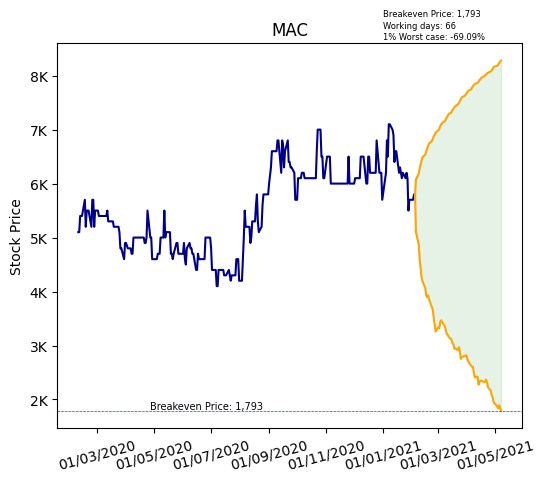 Breakeven Price: 1,793
Working days: 66
1% Worst case: -69.09%
MAC
Stock Price
8K
7K
6K
5K
4K
3K
2K
Breakeven Price: 1,793
01/03/2020
01/05/2020
01/07/2020
01/09/2020
01/11/2020
01/01/2021
01/03/2021
01/05/2021